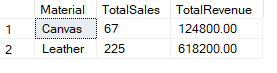 Material TotalSales TotalRevenue
1 Canvas 67 124800.00
2 Leather 225 618200.00